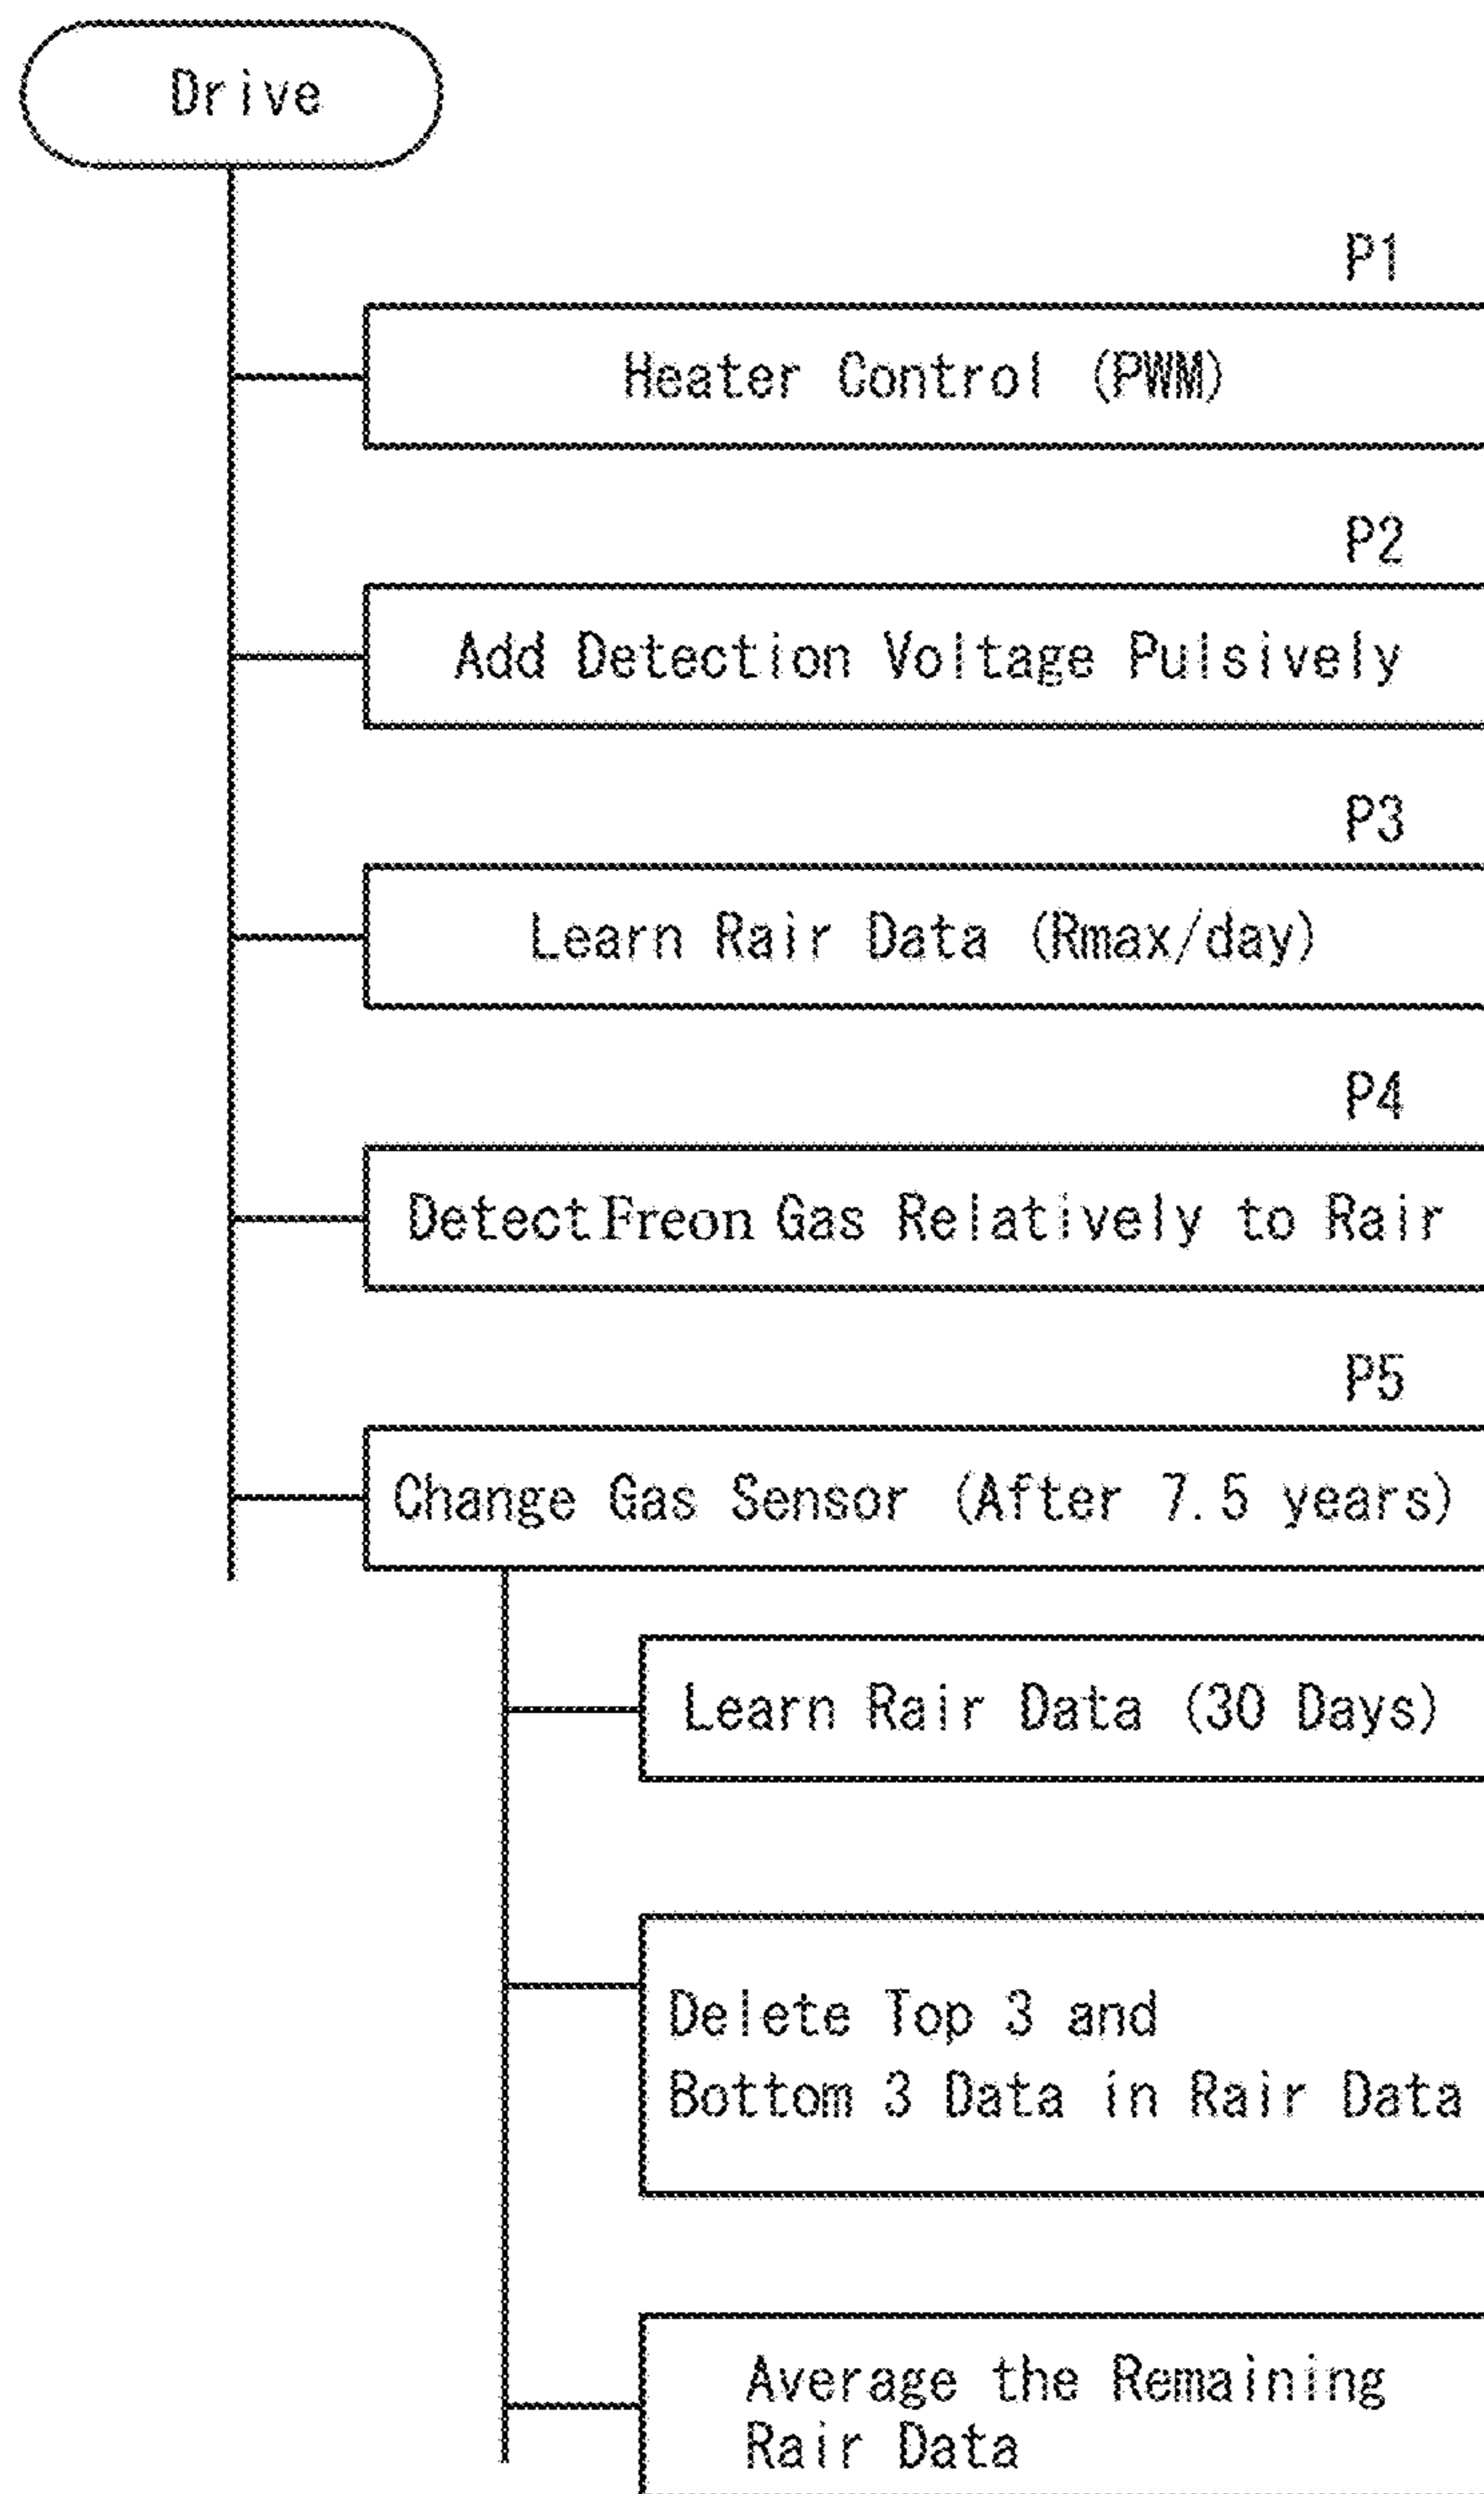 Drive
P1
Heater Control (PWM)
P2
Add Detection Voltage Pulsively
P3
Learn Rair Data (Rmax/day)
P4
Detect Freon Gas Relatively to Rair
P5
Change Gas Sensor (After 7.5 years)
Learn Rair Data (30 Days)
Delete Top 3 and
Bottom 3 Data in Rair Data
Average the Remaining
Rair Data